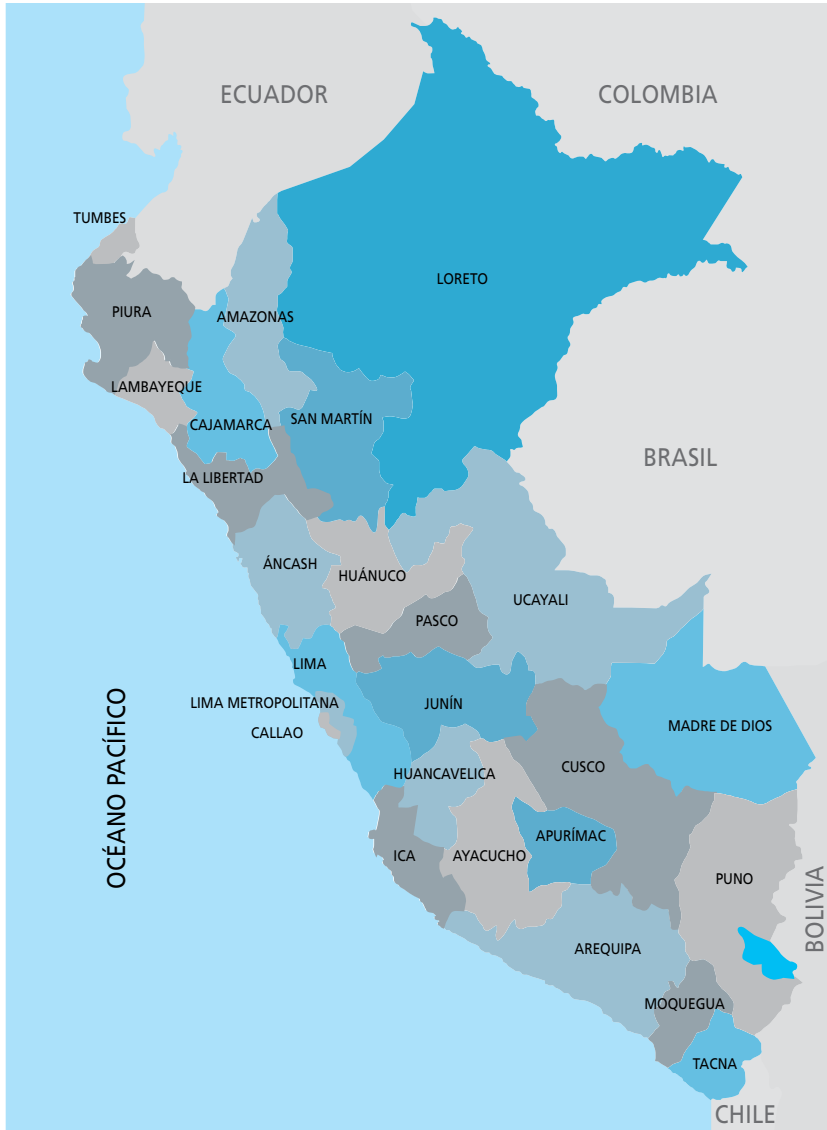 ECUADOR
COLOMBIA
TUMBES
LORETO
PIURA
AMAZONAS
LAMBAYEQUE
SAN MARTÍN
CAJAMARCA
BRASIL
LA LIBERTAD
ÁNCASH
HUÁNUCO
UCAYALI
PASCO
LIMA
LIMA METROPOLITANA
JUNÍN
MADRE DE DIOS
CALLAO
CUSCO
HUANCAVELICA
OCÉANO PACÍFICO
APURÍMAC
ICA
AYACUCHO
PUNO
BOLIVIA
AREQUIPA
MOQUEGUA
TACNA
CHILE